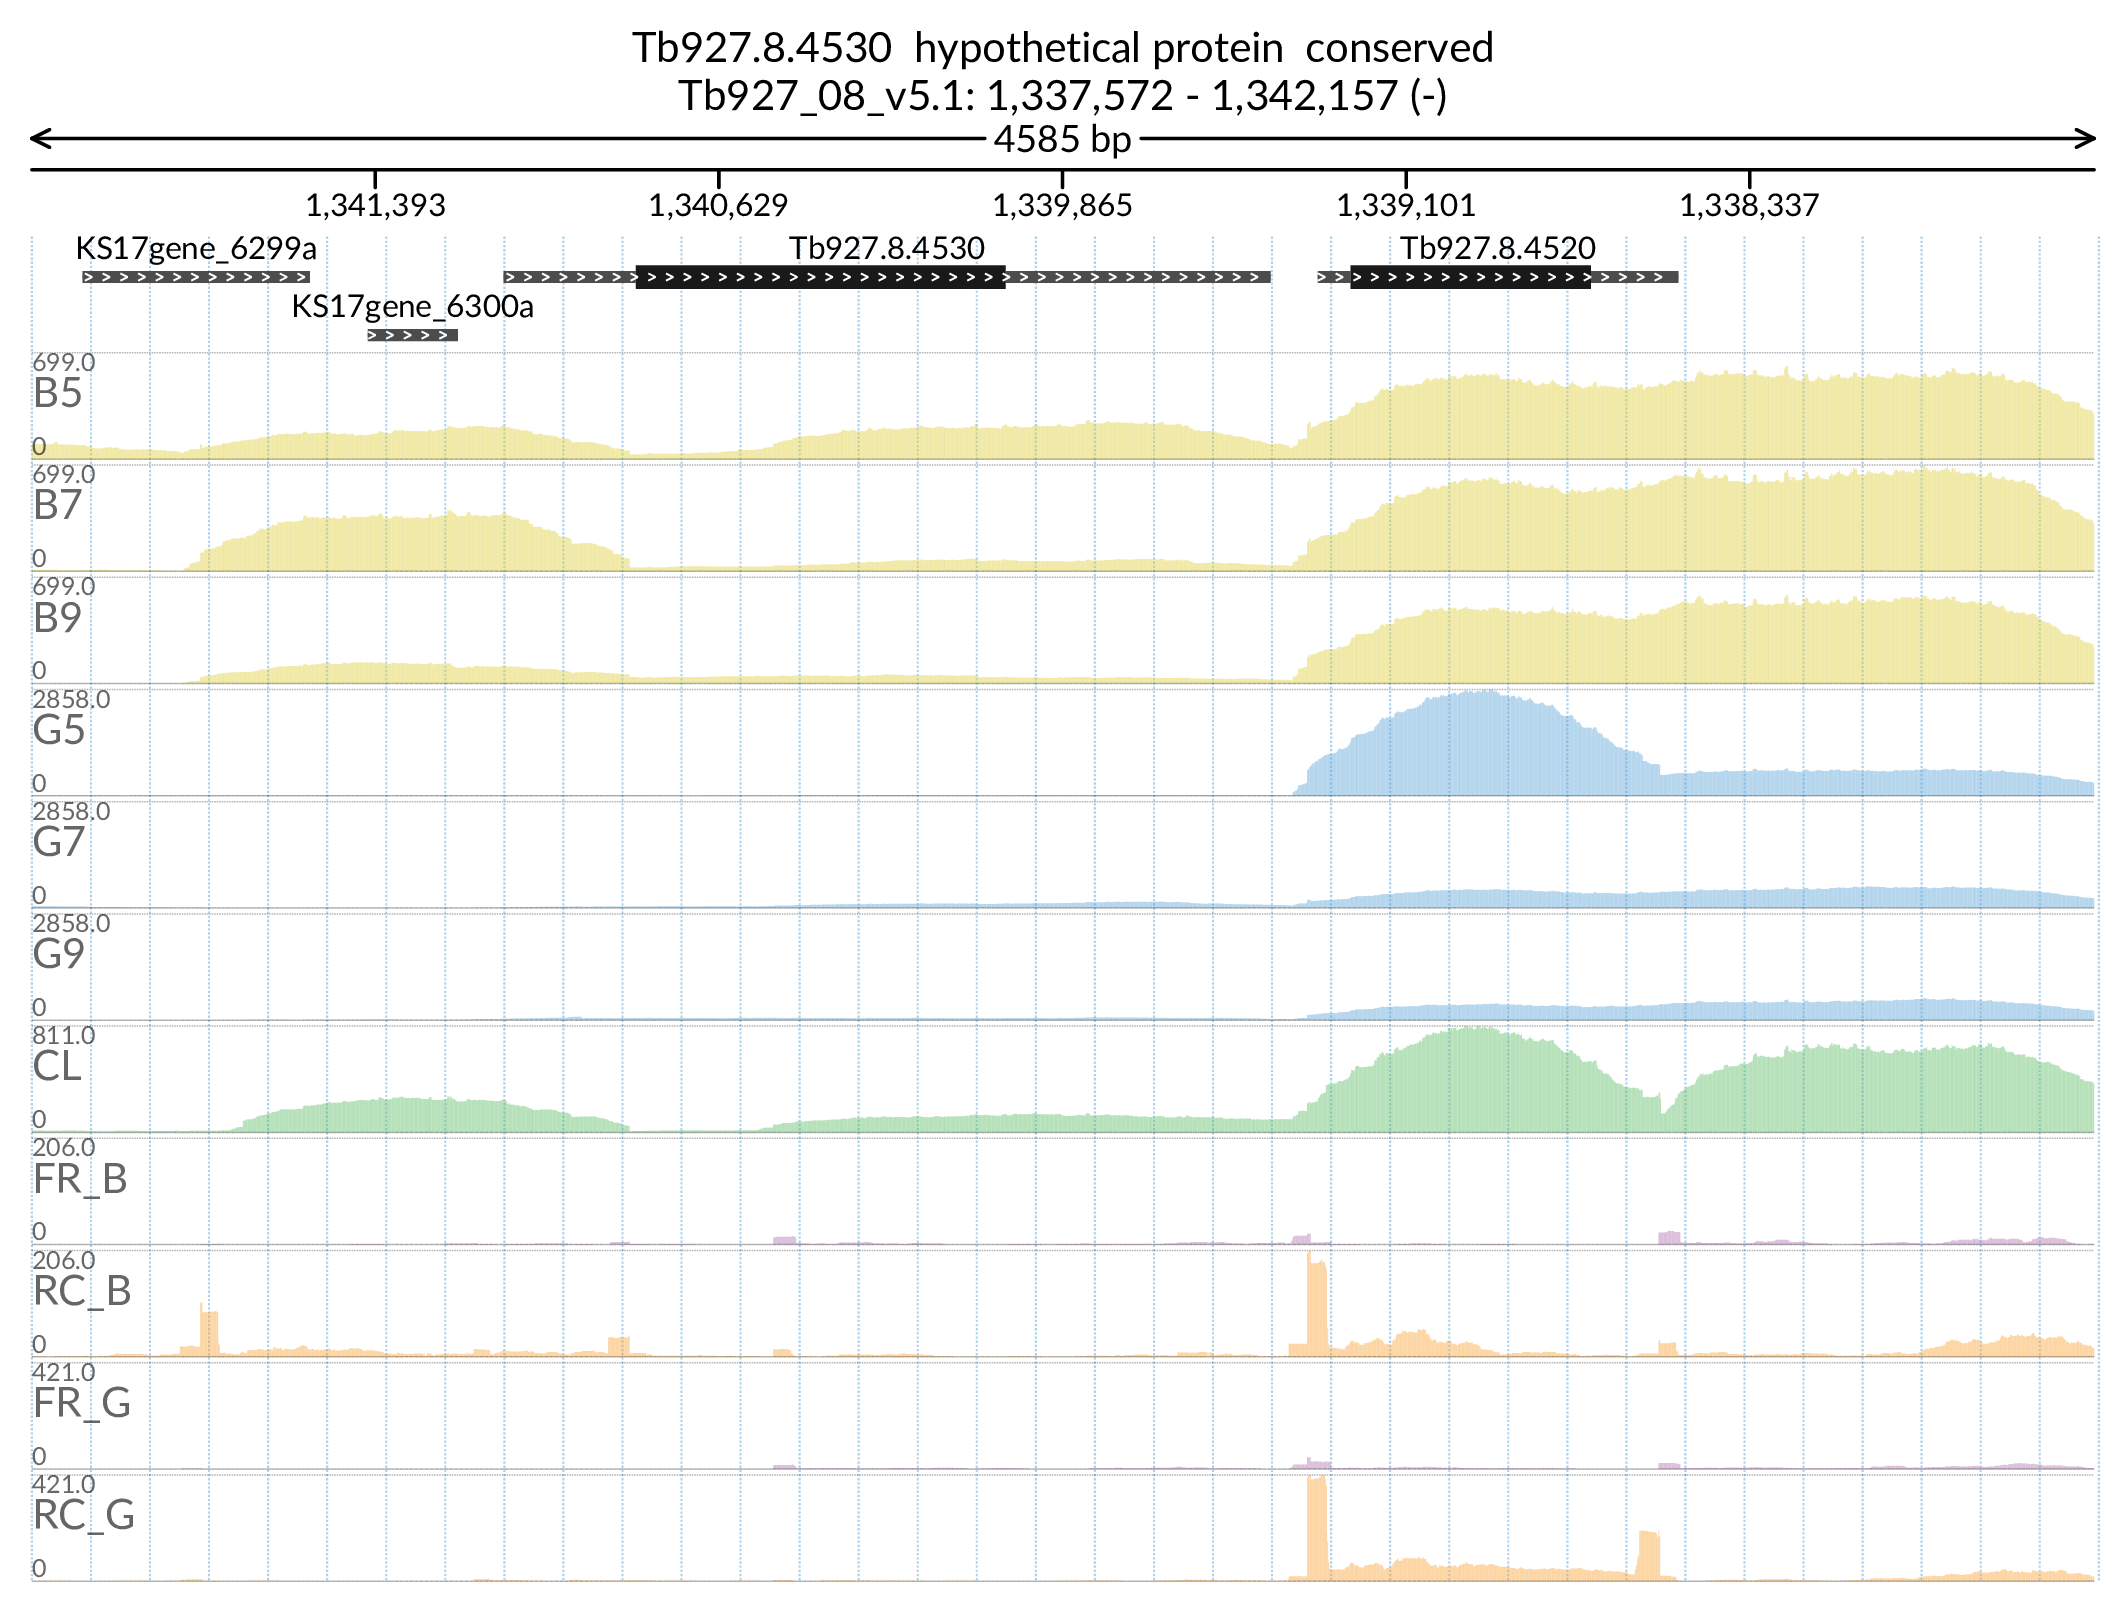 Tb927.8.4530 hypothetical protein conserved
Tb927_08_v5.1: 1,337,572 - 1,342,157 (-)
4585 bp
1,341,393 1,340,629 1,339,865 1,339,101 1,338,337
KS17gene_6299a Tb927.8.4530 Tb927.8.4520
KS17gene_6300a
699.0
B5
0
699.0
B7
0
699.0
B9
0
2858.0
G5
0
2858.0
G7
0
2858.0
G9
0
811.0
CL
0
206.0
FR_B
0
206.0
RC_B
0
421.0
FR_G
0
421.0
RC_G
0